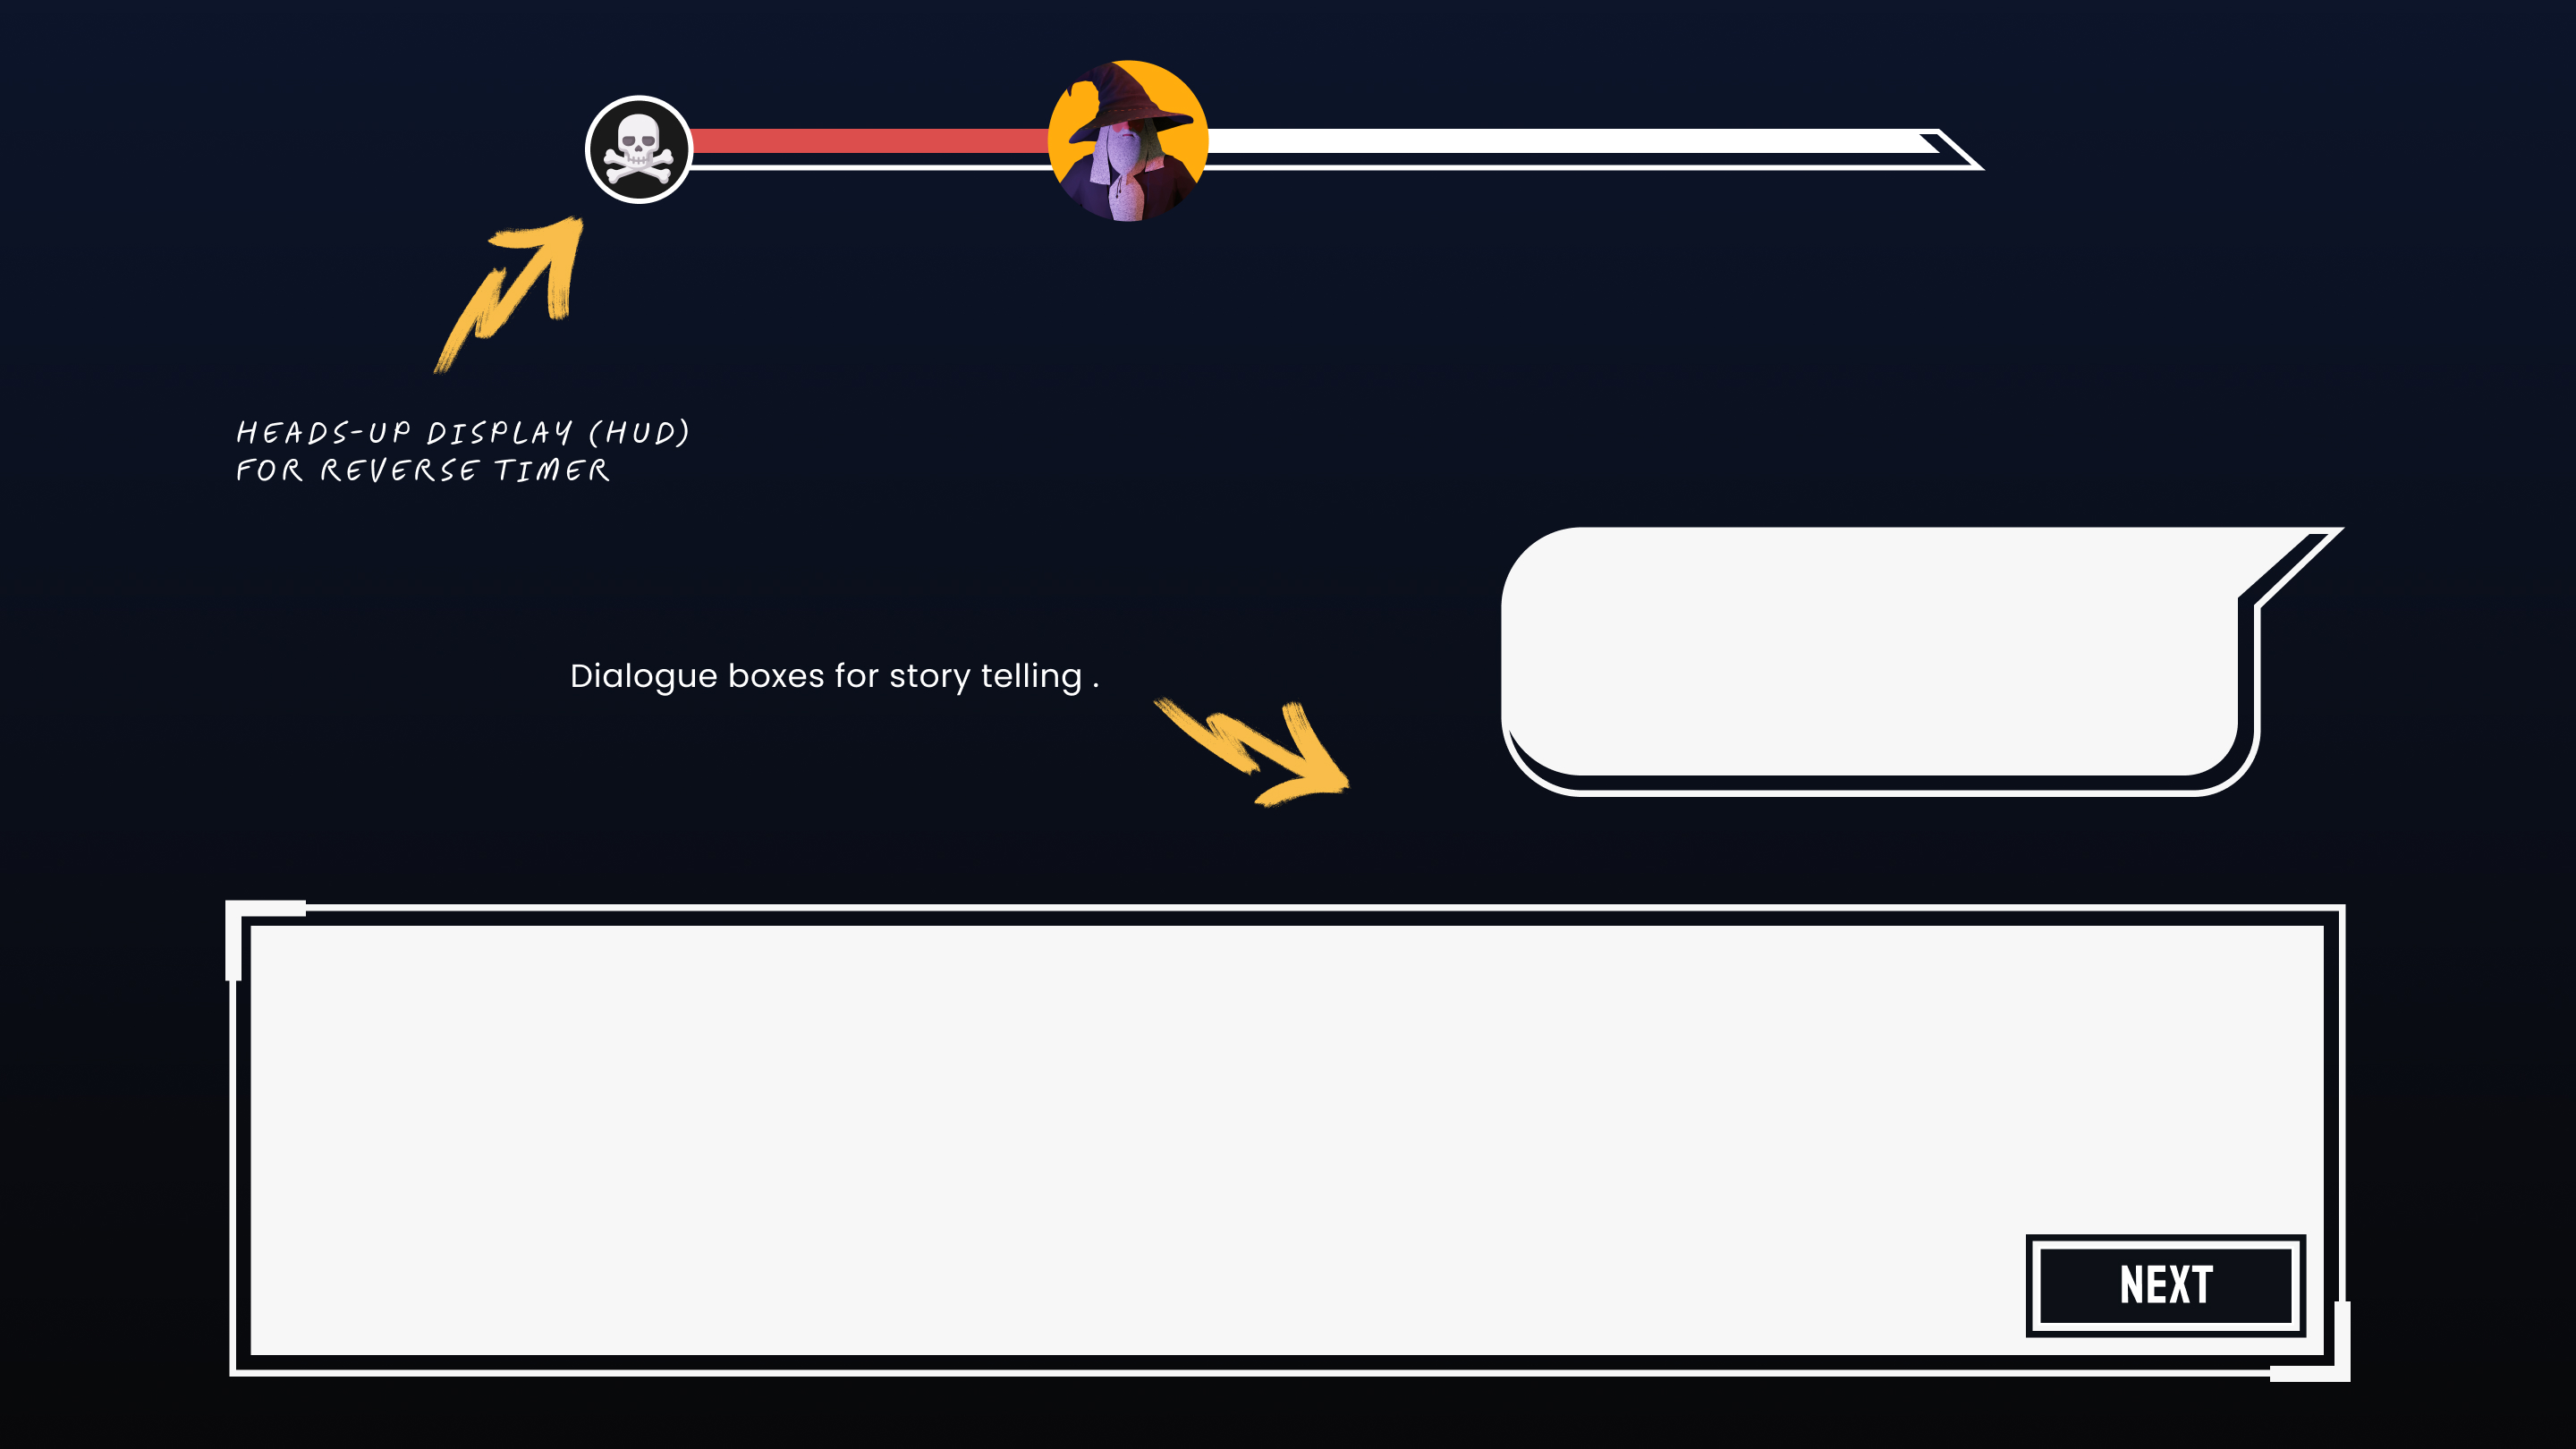 HEADS-UP DISPLAY (HUD)
FOR REVERSE TIMER
Dialogue boxes for story telling .
NEXT